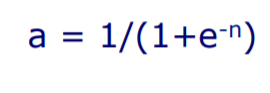 a = 1/(1+e⁻ⁿ)